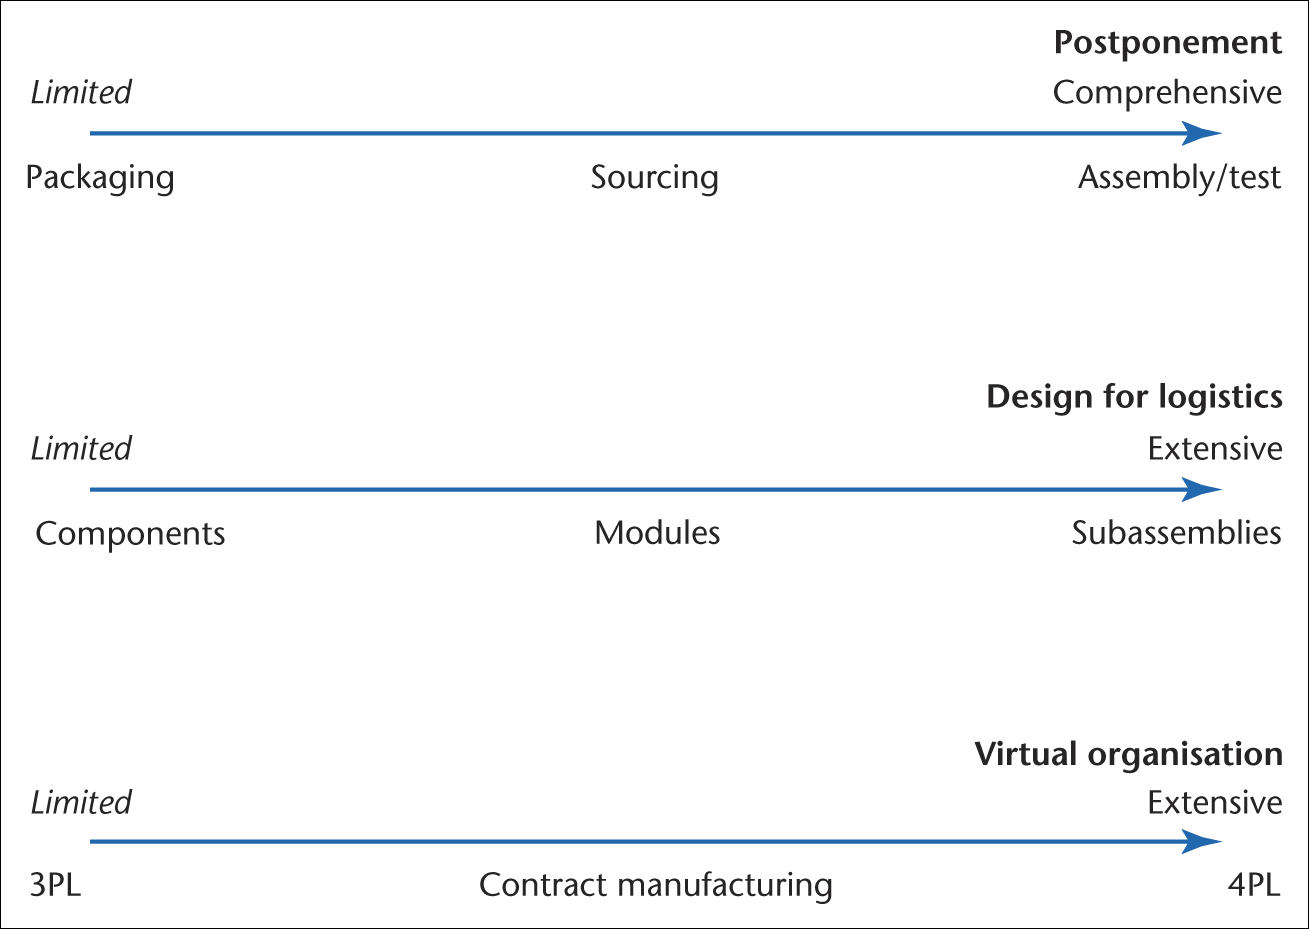 Postponement
Limited Comprehensive
Packaging Sourcing Assembly/test
Design for logistics
Limited Extensive
Components Modules Subassemblies
Virtual organisation
Limited Extensive
3PL Contract manufacturing 4PL